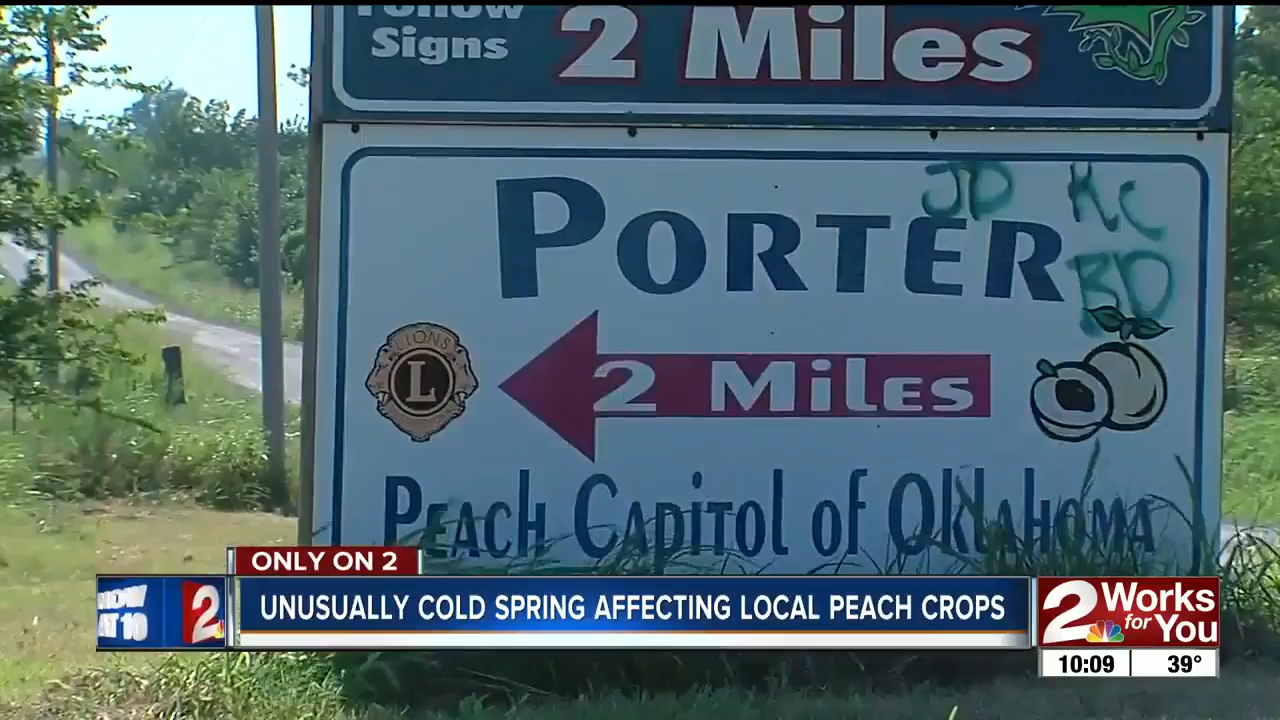 Follow
Signs
2 Miles
PORTER
JD KC
BD
LIONS
L
2 Miles
Peach Capitol of Oklahoma
ONLY ON 2
NOW
AT 10
2
UNUSUALLY COLD SPRING AFFECTING LOCAL PEACH CROPS
2 Works
for You
10:09 39°